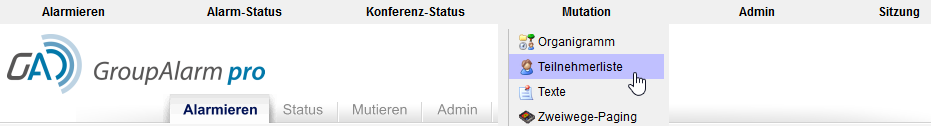 Alarmieren Alarm-Status Konferenz-Status Mutation Admin Sitzung
Organigramm
Teilnehmerliste
Texte
Zweiwege-Paging
GAD GroupAlarm pro
Alarmieren Status Mutieren Admin